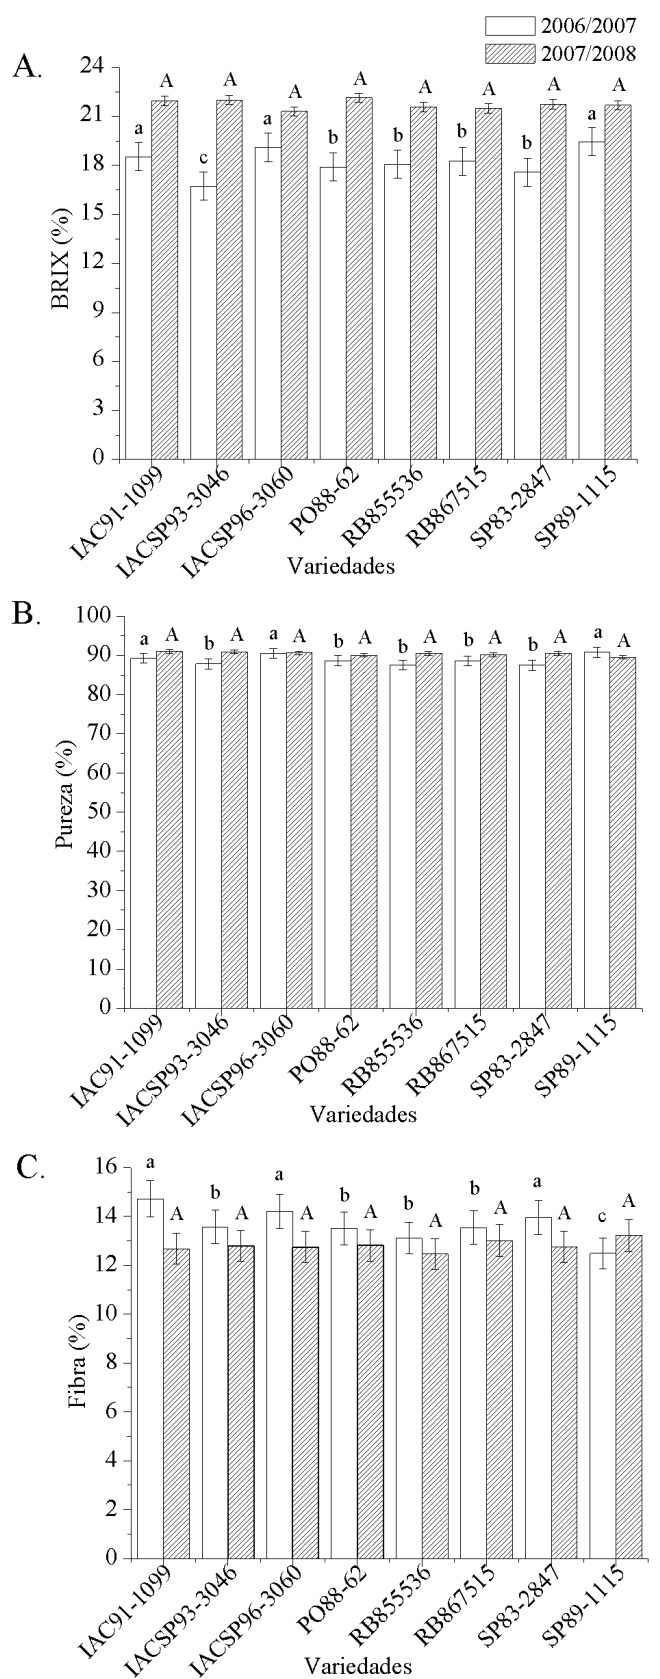 2006/2007
2007/2008
A.
24
21
18
15
12
9
6
3
0
BRIX (%)
a A c A a A b A b A b A b A a A
IAC91-1099
IACSP93-3046
IACSP96-3060
PO88-62
RB855536
RB867515
SP83-2847
SP89-1115
Variedades
B.
100
90
80
70
60
50
40
30
20
10
0
Pureza (%)
a A b A a A b A b A b A b A a A
IAC91-1099
IACSP93-3046
IACSP96-3060
PO88-62
RB855536
RB867515
SP83-2847
SP89-1115
Variedades
C.
16
14
12
10
8
6
4
2
0
Fibra (%)
a A b A a A b A b A b A a A c A
IAC91-1099
IACSP93-3046
IACSP96-3060
PO88-62
RB855536
RB867515
SP83-2847
SP89-1115
Variedades